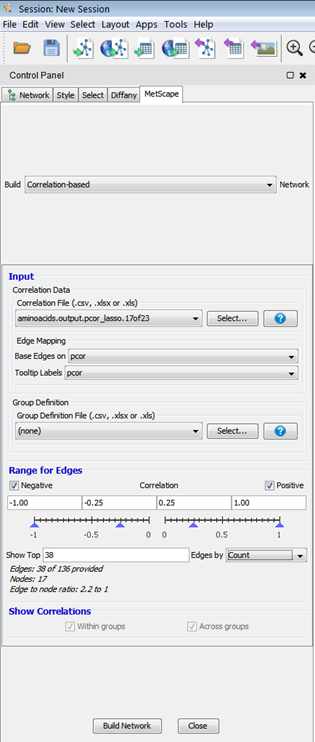 Session: New Session
File Edit View Select Layout Apps Tools Help
Control Panel
Network Style Select Diffany MetScape
Build Correlation-based Network
Input
Correlation Data
Correlation File (.csv, .xlsx or .xls)
aminoacids.output.pcor_lasso.17of23 Select... ?
Edge Mapping
Base Edges on pcor
Tooltip Labels pcor
Group Definition
Group Definition File (.csv, .xlsx or .xls)
(none) Select... ?
Range for Edges
Negative Correlation Positive
-1.00 -0.25 0.25 1.00
-1 0 0 1
Show Top 38 Edges by Count
Edges: 38 of 136 provided
Nodes: 17
Edge to node ratio: 2.2 to 1
Show Correlations
Within groups Across groups
Build Network Close